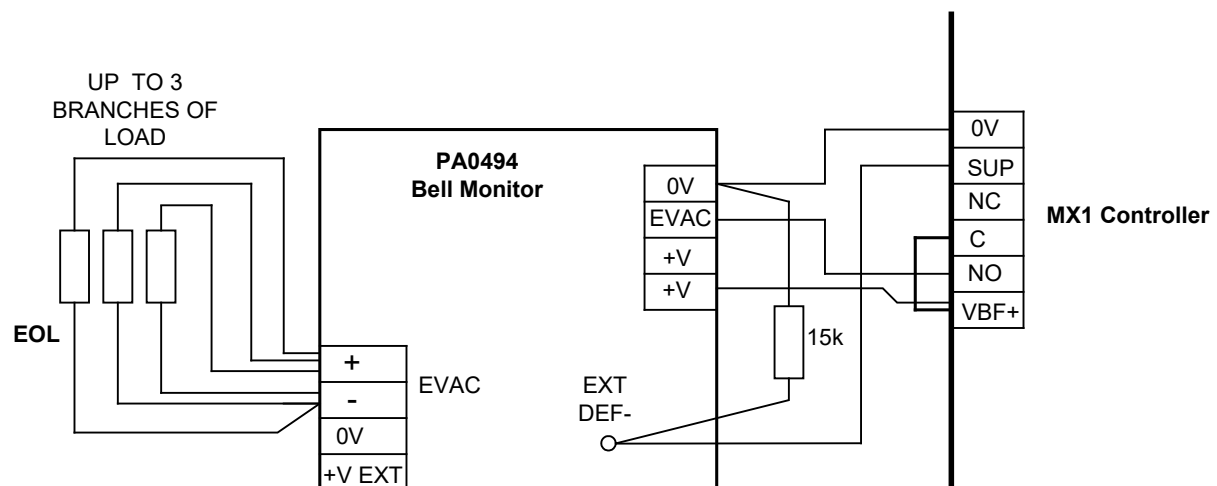 UP TO 3
BRANCHES OF
LOAD
EOL
PA0494
Bell Monitor
0V
EVAC
+V
+V
+
-
0V
+V EXT
EVAC
EXT
DEF-
15k
0V
SUP
NC
C
NO
VBF+
MX1 Controller